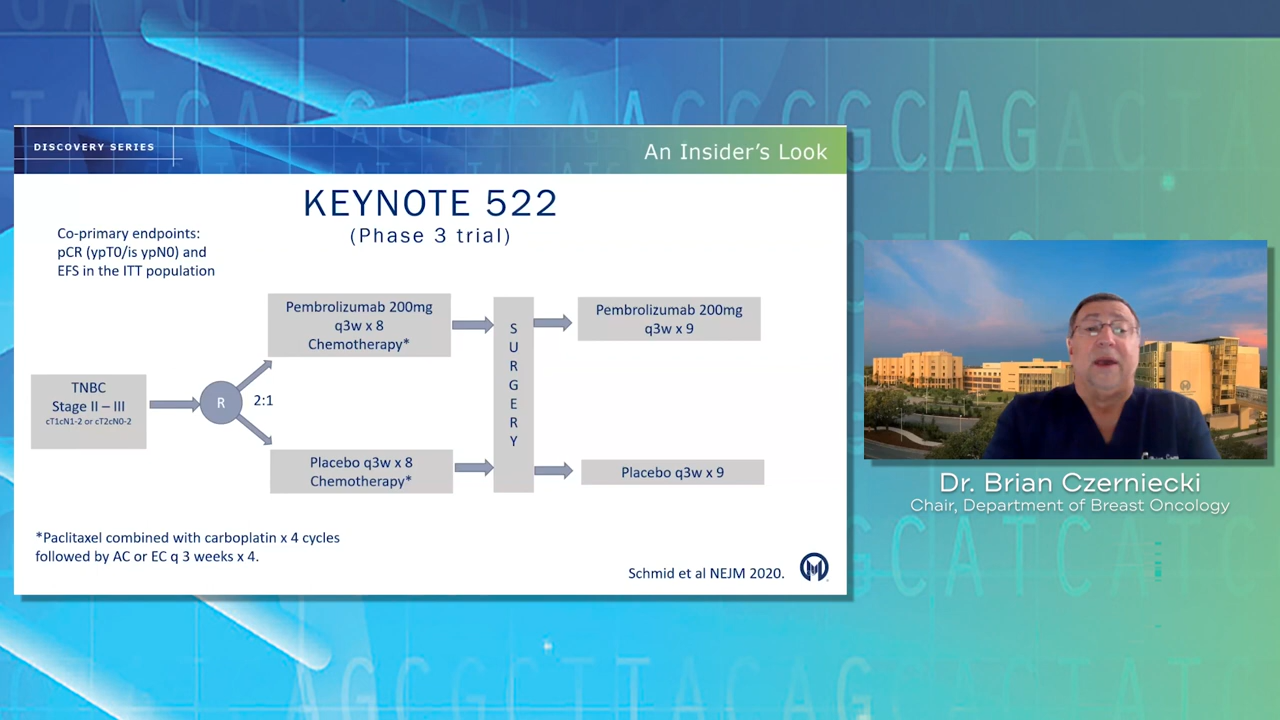 DISCOVERY SERIES
An Insider's Look
KEYNOTE 522
(Phase 3 trial)
Co-primary endpoints:
pCR (ypT0/is ypN0) and
EFS in the ITT population
Pembrolizumab 200mg
q3w x 8
Chemotherapy*
SURGERY
Pembrolizumab 200mg
q3w x 9
TNBC
Stage II – III
cT1cN1-2 or cT2cN0-2
R
2:1
Placebo q3w x 8
Chemotherapy*
Placebo q3w x 9
*Paclitaxel combined with carboplatin x 4 cycles
followed by AC or EC q 3 weeks x 4.
Schmid et al NEJM 2020.
Dr. Brian Czerniecki
Chair, Department of Breast Oncology
GCAG
GCATC
AGCGCTTACAG